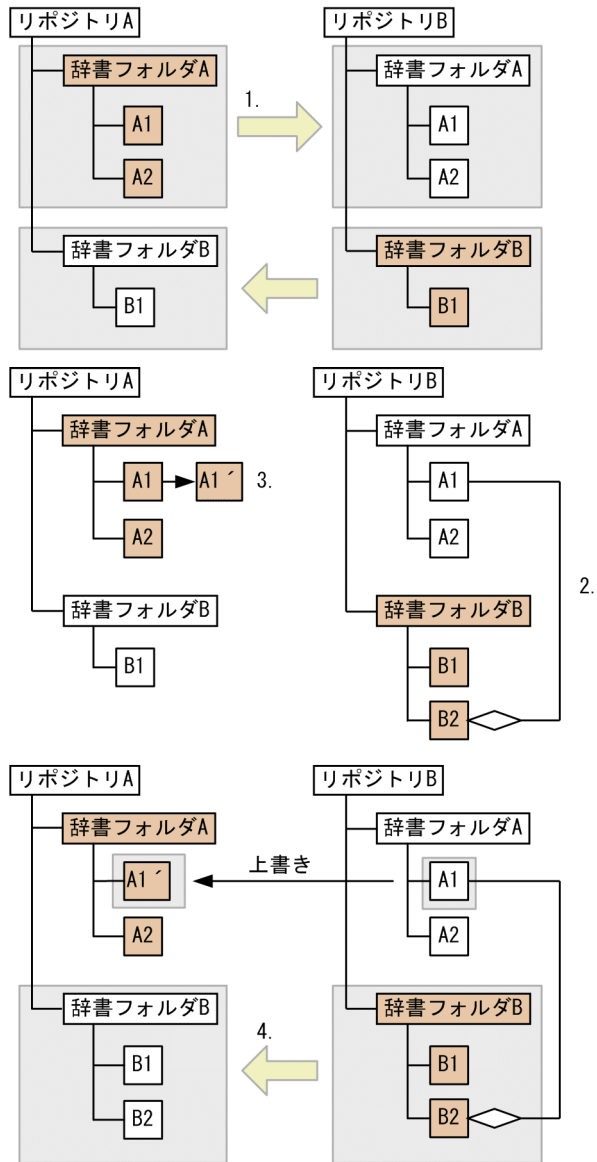 リポジトリA
リポジトリB
辞書フォルダA
1.
辞書フォルダA
A1
A1
A2
A2
辞書フォルダB
辞書フォルダB
B1
B1
リポジトリA
リポジトリB
辞書フォルダA
辞書フォルダA
A1
A1´
3.
A1
A2
A2
2.
辞書フォルダB
辞書フォルダB
B1
B1
B2
リポジトリA
リポジトリB
辞書フォルダA
辞書フォルダA
上書き
A1´
A1
A2
A2
辞書フォルダB
辞書フォルダB
4.
B1
B1
B2
B2